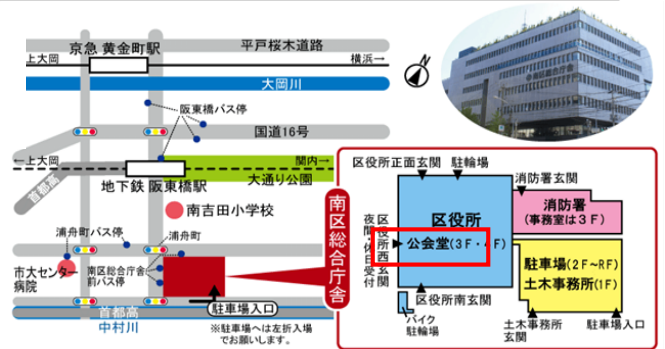 京急 黄金町駅
平戸桜木道路
上大岡
横浜→
大岡川
阪東橋バス停
国道16号
←上大岡
関内→
首都高
地下鉄 阪東橋駅
大通り公園
南吉田小学校
浦舟町バス停
浦舟町
市大センター
病院
南区総合庁舎
前バス停
駐車場入口
首都高
中村川
※駐車場へは左折入場
でお願いします。
南区総合庁舎
区役所正面玄関
駐輪場
消防署玄関
区役所
消防署
(事務室は3F)
区役所西玄関
夜間・休日受付
公会堂(3F・4F)
駐車場(2F〜RF)
土木事務所(1F)
区役所南玄関
バイク
駐輪場
土木事務所
玄関
駐車場入口